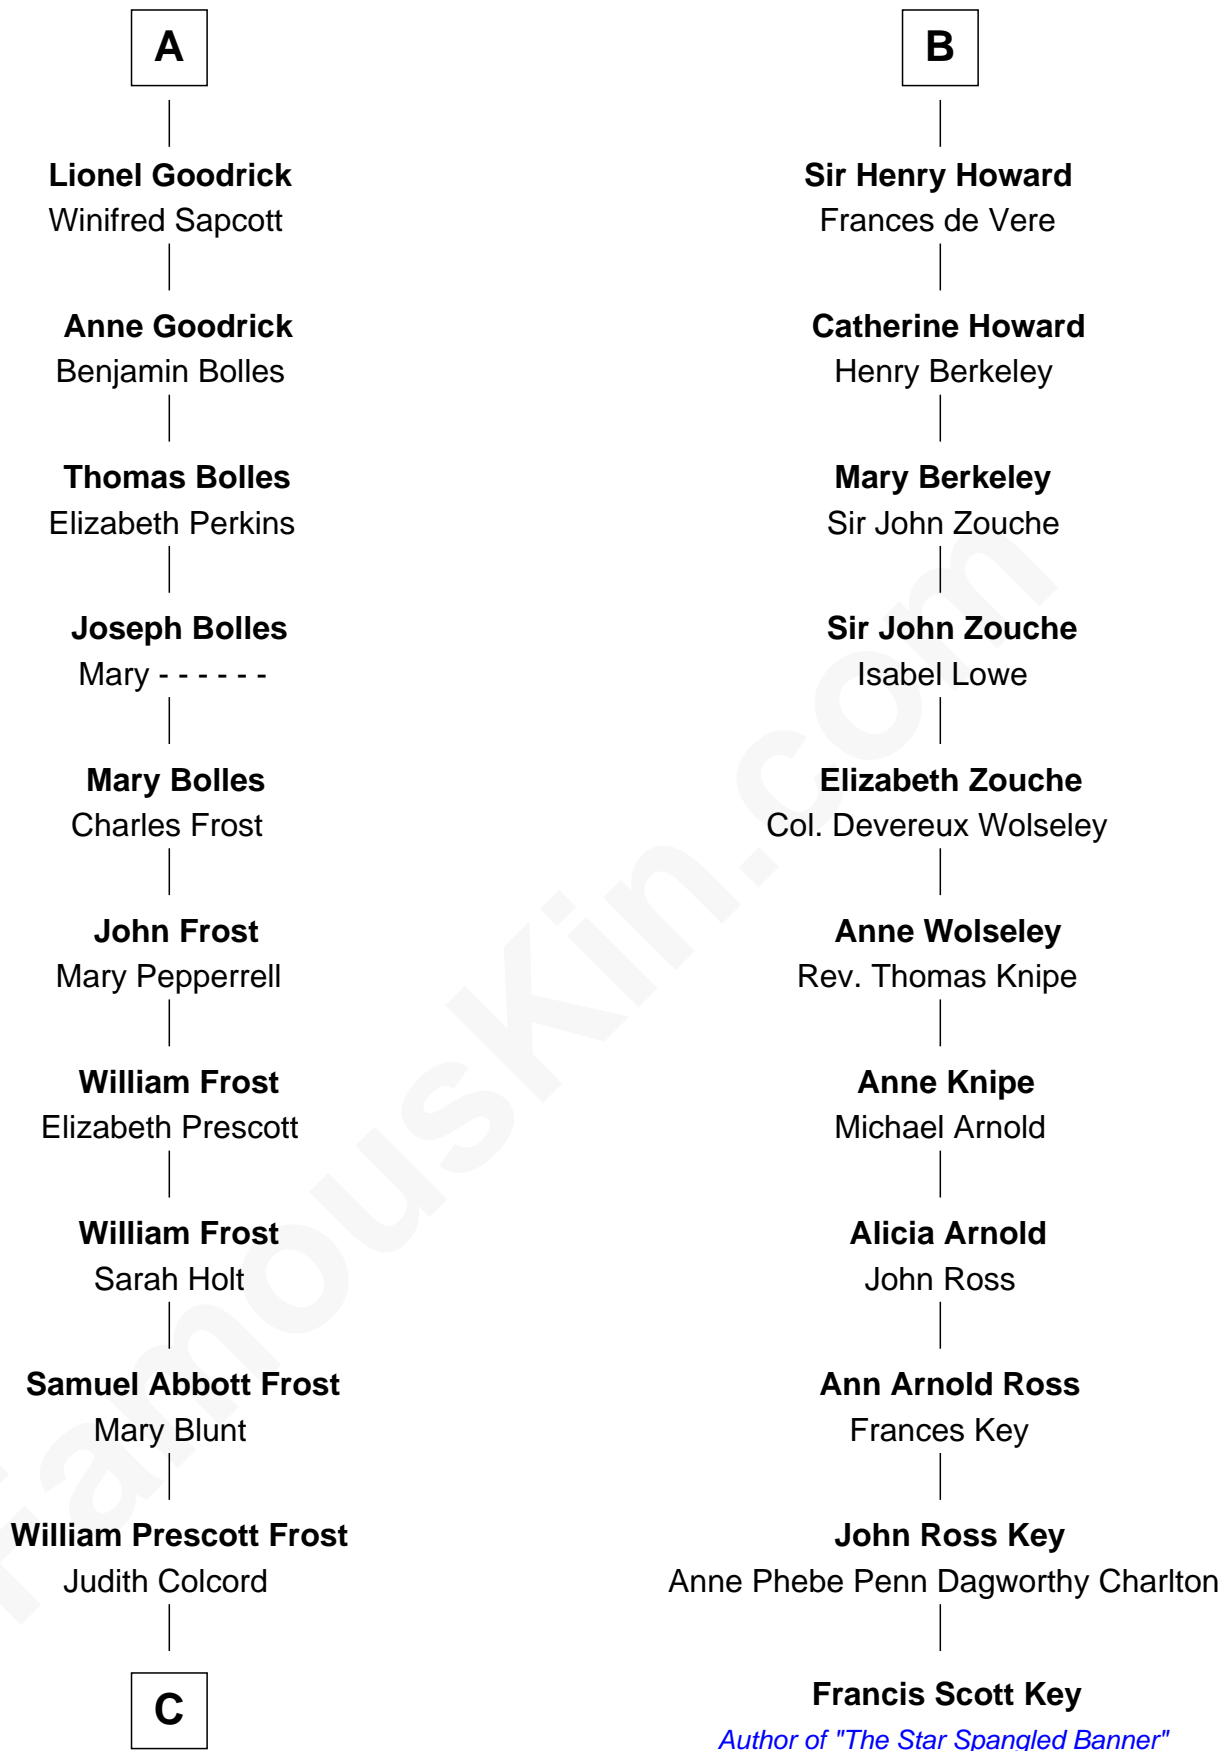 A
Lionel Goodrick
Winifred Sapcott
Anne Goodrick
Benjamin Bolles
Thomas Bolles
Elizabeth Perkins
Joseph Bolles
Mary - - - - - -
Mary Bolles
Charles Frost
John Frost
Mary Pepperrell
William Frost
Elizabeth Prescott
William Frost
Sarah Holt
Samuel Abbott Frost
Mary Blunt
William Prescott Frost
Judith Colcord
C
B
Sir Henry Howard
Frances de Vere
Catherine Howard
Henry Berkeley
Mary Berkeley
Sir John Zouche
Sir John Zouche
Isabel Lowe
Elizabeth Zouche
Col. Devereux Wolseley
Anne Wolseley
Rev. Thomas Knipe
Anne Knipe
Michael Arnold
Alicia Arnold
John Ross
Ann Arnold Ross
Frances Key
John Ross Key
Anne Phebe Penn Dagworthy Charlton
Francis Scott Key
Author of "The Star Spangled Banner"
FamousKin.com